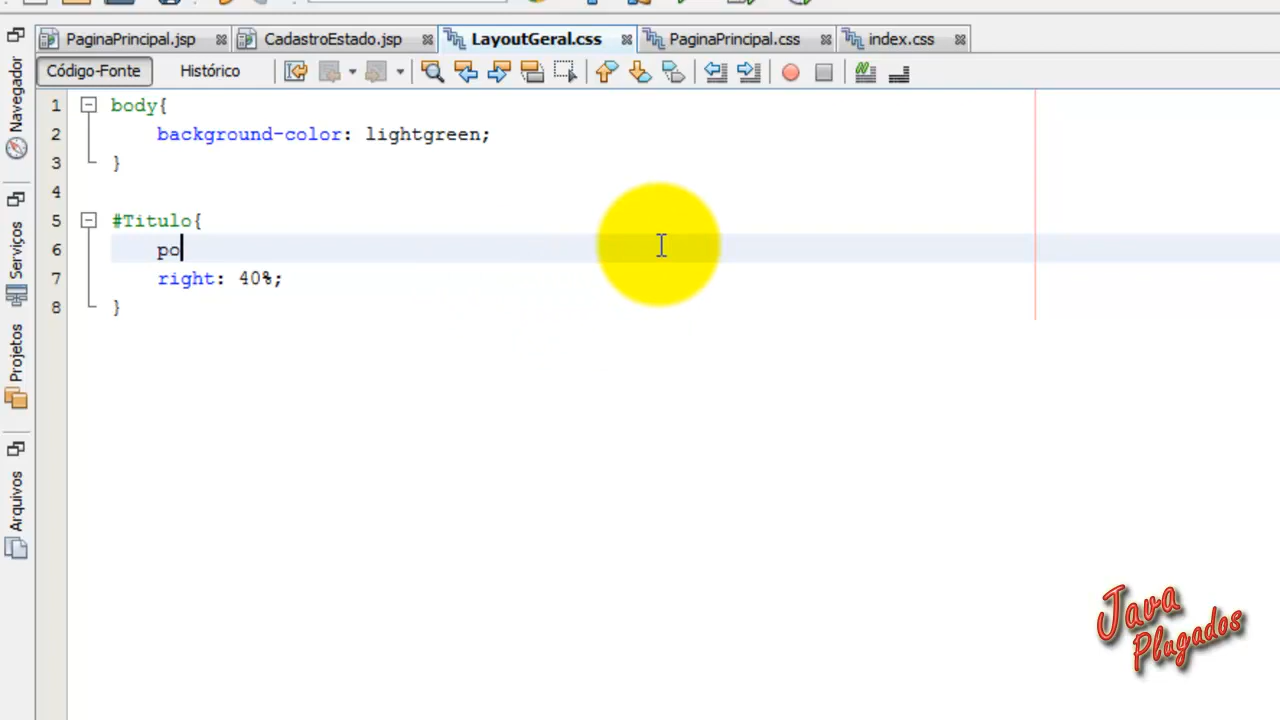 PaginaPrincipal.jsp CadastroEstado.jsp LayoutGeral.css PaginaPrincipal.css index.css
Código-Fonte Histórico
Navegador
Serviços
Projetos
Arquivos
1 body{
2 background-color: lightgreen;
3 }
4
5 #Titulo{
6 po
7 right: 40%;
8 }
Java
Plugados